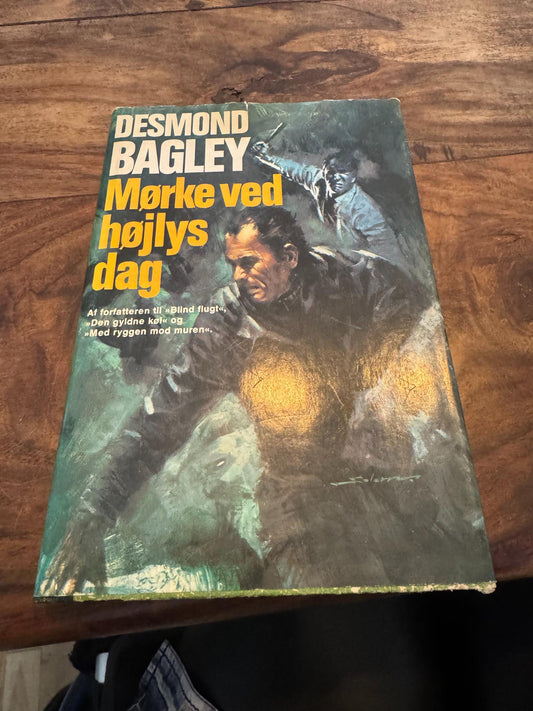 DESMOND
BAGLEY
Mørke ved
højlys
dag
Af forfatteren til »Blind flugt«,
»Den gyldne køl« og
»Med ryggen mod muren«.